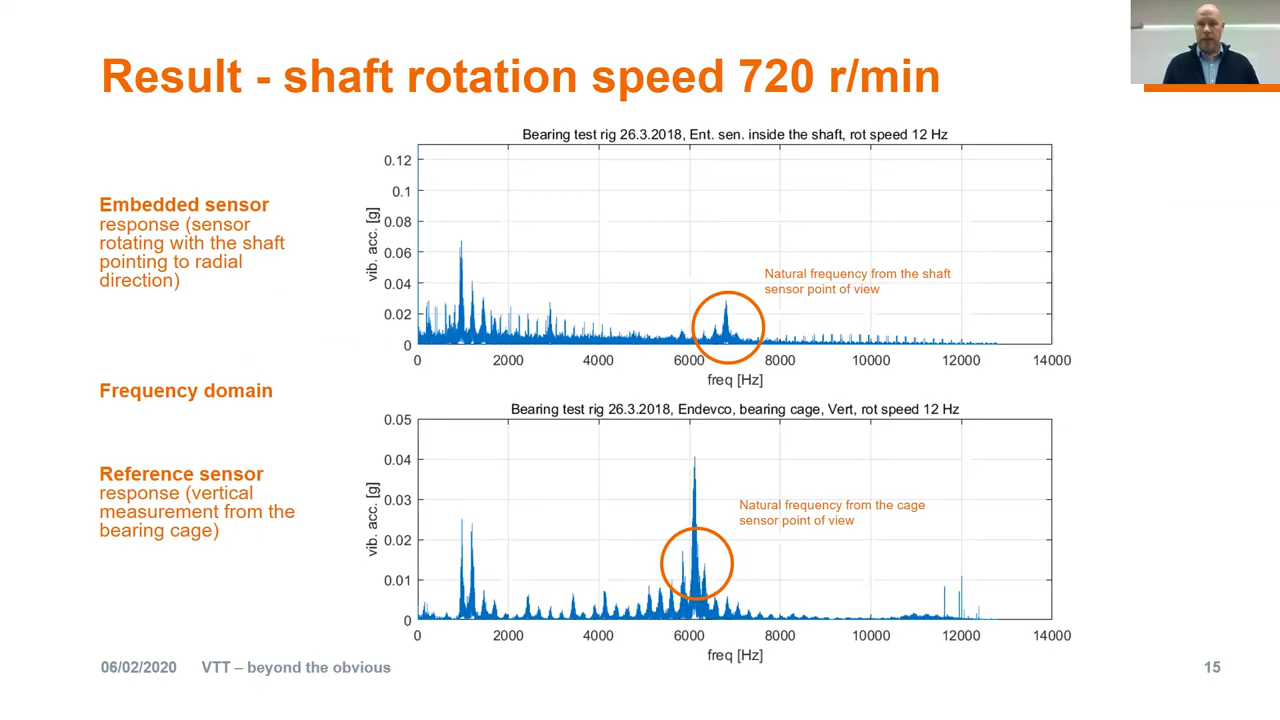 Result - shaft rotation speed 720 r/min
Embedded sensor
response (sensor
rotating with the shaft
pointing to radial
direction)
Frequency domain
Reference sensor
response (vertical
measurement from the
bearing cage)
Bearing test rig 26.3.2018, Ent. sen. inside the shaft, rot speed 12 Hz
vib. acc. [g]
0.12
0.1
0.08
0.06
0.04
0.02
0
Natural frequency from the shaft
sensor point of view
0 2000 4000 6000 8000 10000 12000 14000
freq [Hz]
Bearing test rig 26.3.2018, Endevco, bearing cage, Vert, rot speed 12 Hz
vib. acc. [g]
0.05
0.04
0.03
0.02
0.01
0
Natural frequency from the cage
sensor point of view
0 2000 4000 6000 8000 10000 12000 14000
freq [Hz]
06/02/2020 VTT – beyond the obvious 15